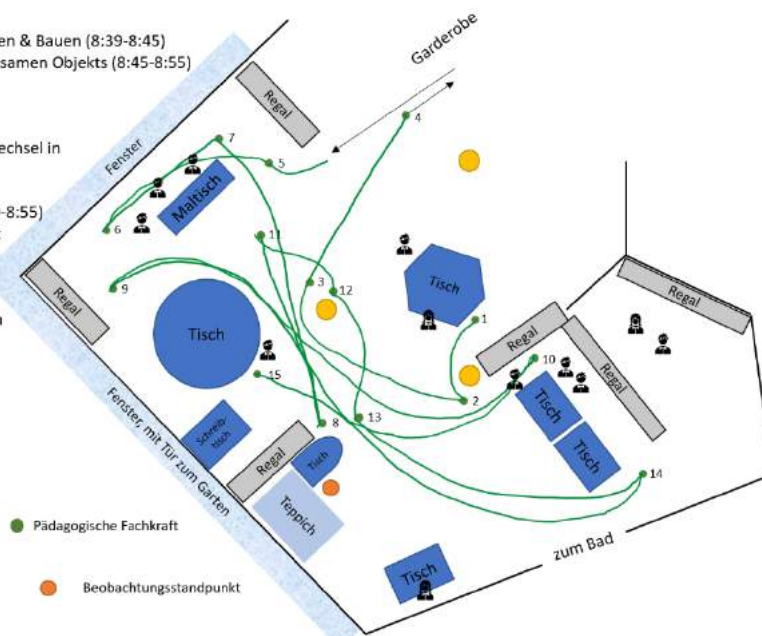 en & Bauen (8:39-8:45)
samen Objekts (8:45-8:55)
echsel in
-8:55)
Garderobe
Regal
Fenster
Maltisch
Regal
Tisch
Tisch
Regal
Regal
Regal
Tisch
Tisch
Schreib-
tisch
Regal
Tisch
Teppich
Fenster, mit Tür zum Garten
Tisch
zum Bad
1
2
3
4
5
6
7
8
9
10
11
12
13
14
15
Pädagogische Fachkraft
Beobachtungsstandpunkt